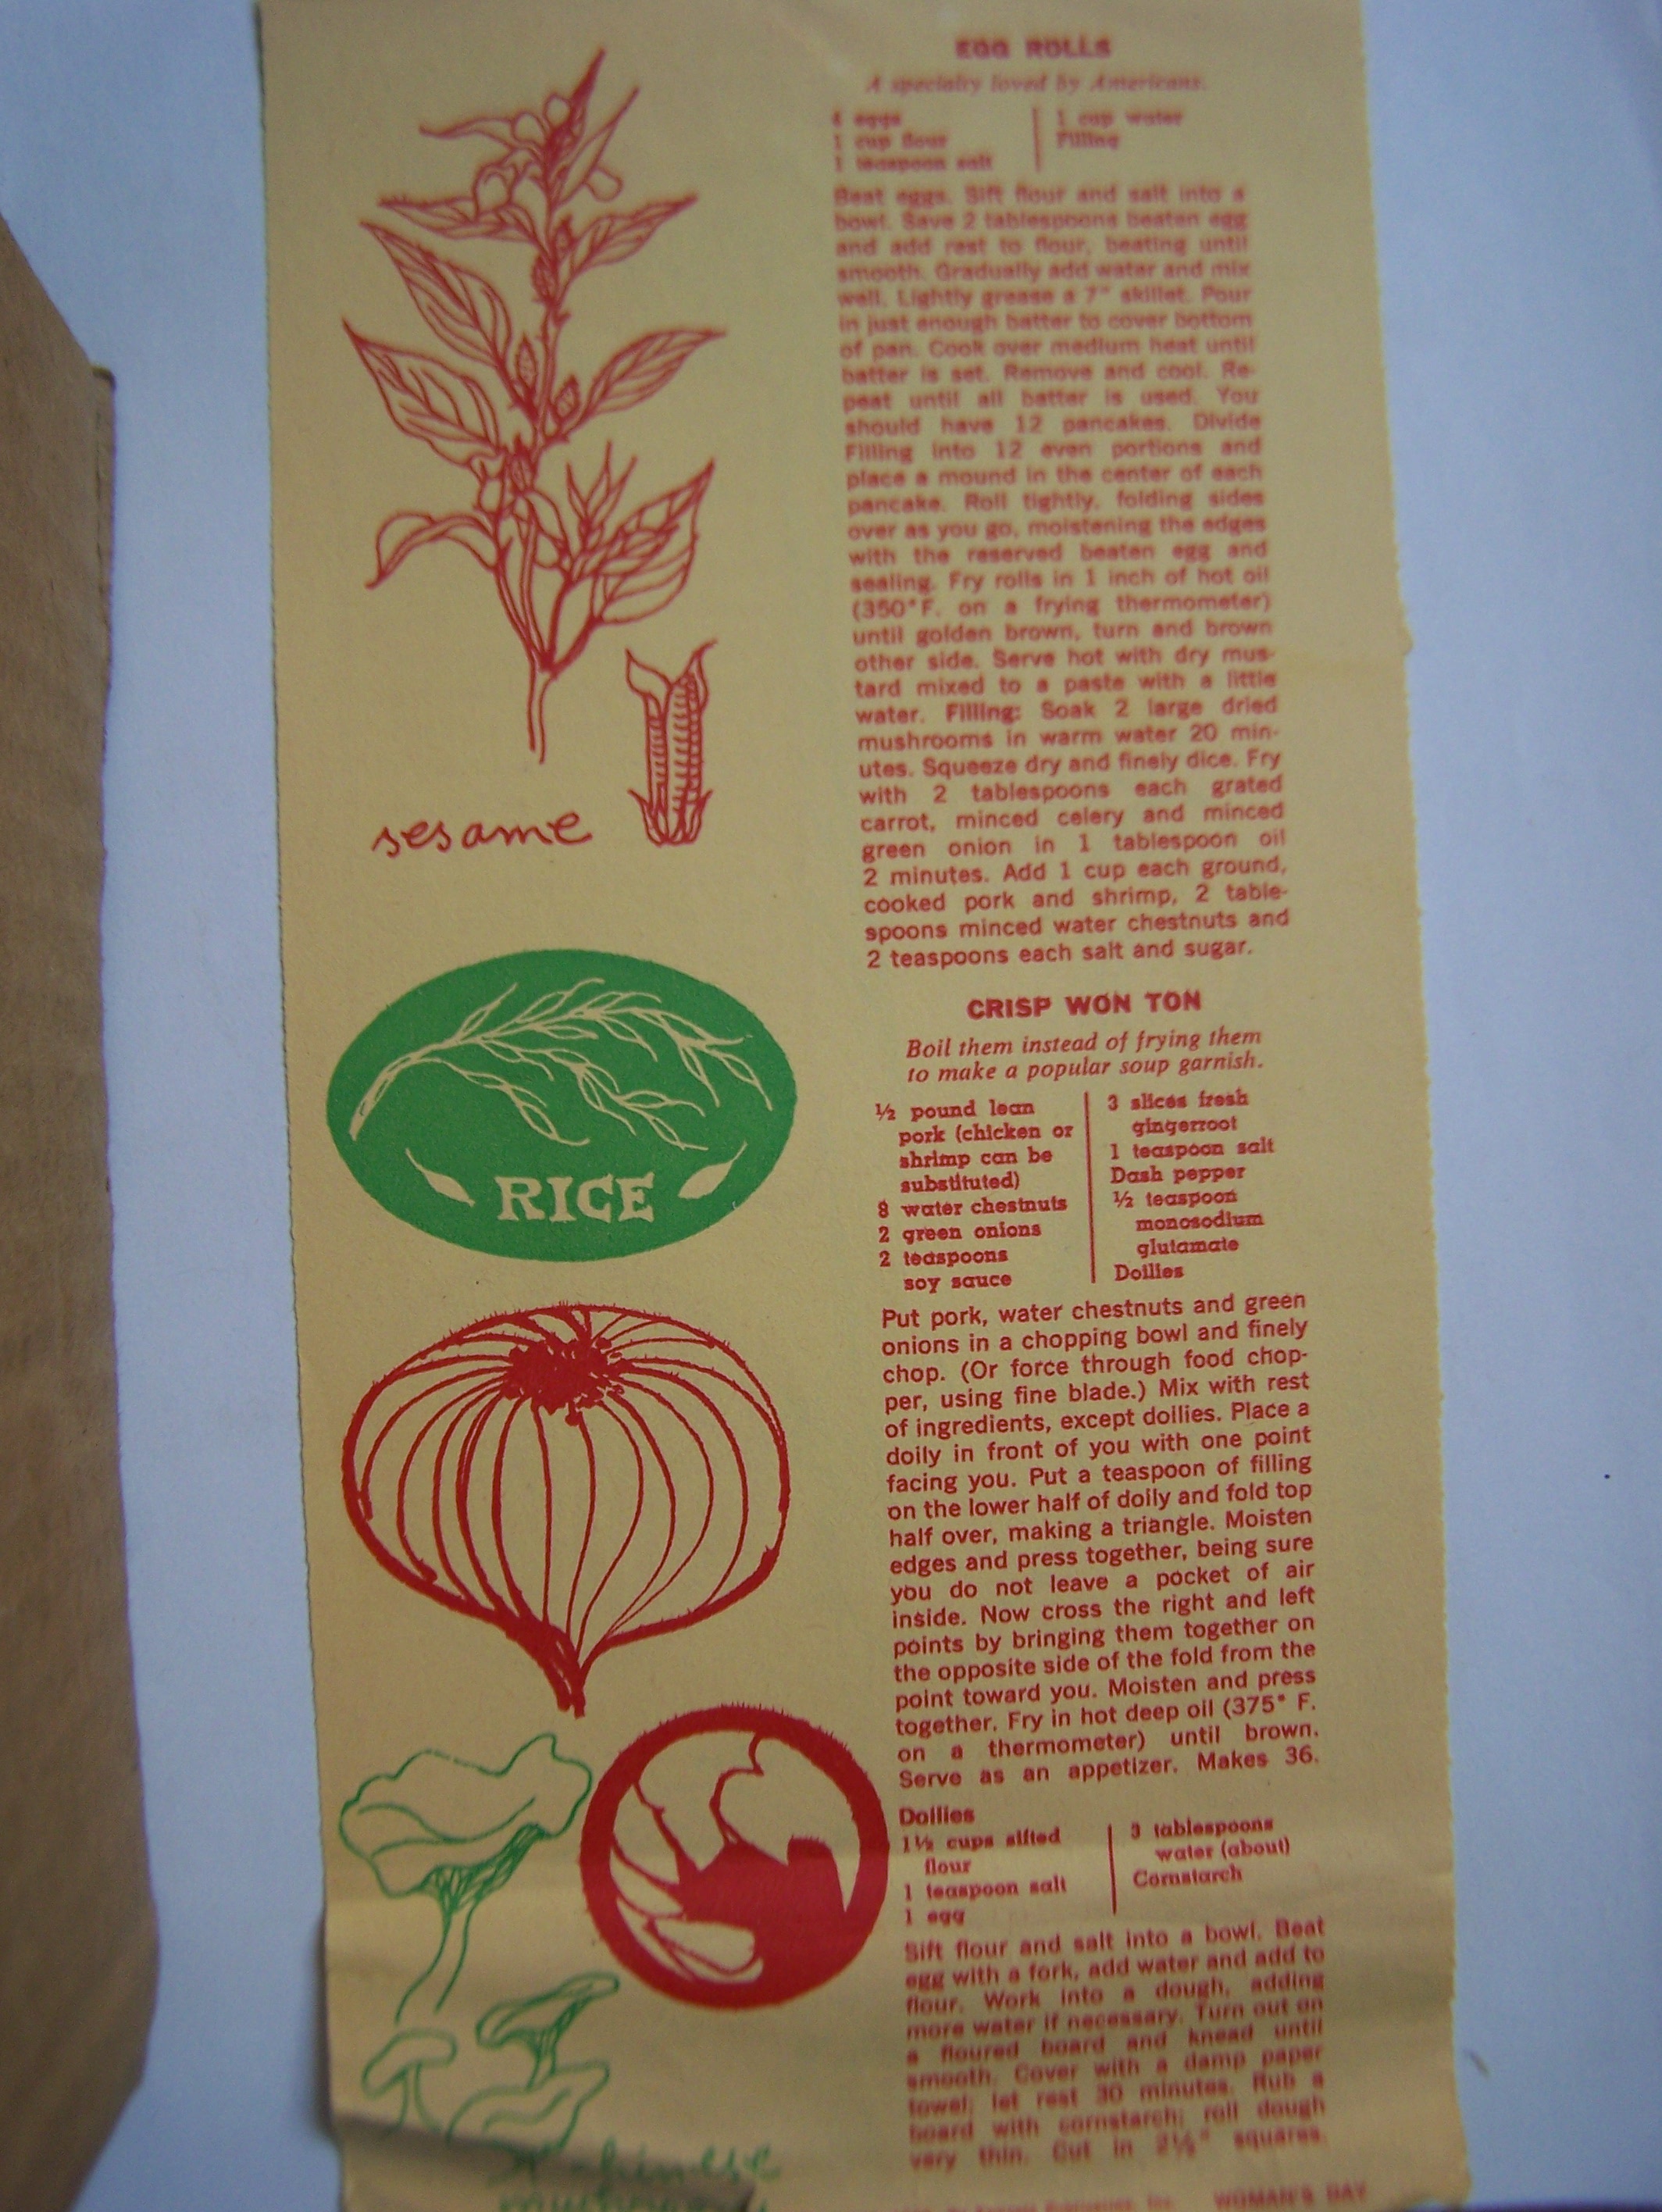 EGG ROLLS
A specialty loved by Americans.
4 eggs
1 cup flour
1 teaspoon salt
1 cup water
Filling
Beat eggs. Sift flour and salt into a
bowl. Save 2 tablespoons beaten egg
and add rest to flour, beating until
smooth. Gradually add water and mix
well. Lightly grease a 7" skillet. Pour
in just enough batter to cover bottom
of pan. Cook over medium heat until
batter is set. Remove and cool. Re-
peat until all batter is used. You
should have 12 pancakes. Divide
Filling into 12 even portions and
place a mound in the center of each
pancake. Roll tightly, folding sides
over as you go, moistening the edges
with the reserved beaten egg and
sealing. Fry rolls in 1 inch of hot oil
(350°F. on a frying thermometer)
until golden brown, turn and brown
other side. Serve hot with dry mus-
tard mixed to a paste with a little
water. Filling: Soak 2 large dried
mushrooms in warm water 20 min-
utes. Squeeze dry and finely dice. Fry
with 2 tablespoons each grated
carrot, minced celery and minced
green onion in 1 tablespoon oil
2 minutes. Add 1 cup each ground,
cooked pork and shrimp, 2 table-
spoons minced water chestnuts and
2 teaspoons each salt and sugar.
sesame
RICE
CRISP WON TON
Boil them instead of frying them
to make a popular soup garnish.
½ pound lean
pork (chicken or
shrimp can be
substituted)
8 water chestnuts
2 green onions
2 teaspoons
soy sauce
3 slices fresh
gingerroot
1 teaspoon salt
Dash pepper
½ teaspoon
monosodium
glutamate
Doilies
Put pork, water chestnuts and green
onions in a chopping bowl and finely
chop. (Or force through food chop-
per, using fine blade.) Mix with rest
of ingredients, except doilies. Place a
doily in front of you with one point
facing you. Put a teaspoon of filling
on the lower half of doily and fold top
half over, making a triangle. Moisten
edges and press together, being sure
you do not leave a pocket of air
inside. Now cross the right and left
points by bringing them together on
the opposite side of the fold from the
point toward you. Moisten and press
together. Fry in hot deep oil (375° F.
on a thermometer) until brown.
Serve as an appetizer. Makes 36.
Doilies
1½ cups sifted
flour
1 teaspoon salt
1 egg
3 tablespoons
water (about)
Cornstarch
Sift flour and salt into a bowl. Beat
egg with a fork, add water and add to
flour. Work into a dough, adding
more water if necessary. Turn out on
a floured board and knead until
smooth. Cover with a damp paper
towel; let rest 30 minutes. Rub a
board with cornstarch; roll dough
very thin. Cut in 2½" squares.
Chinese
mushrooms
WOMAN'S DAY